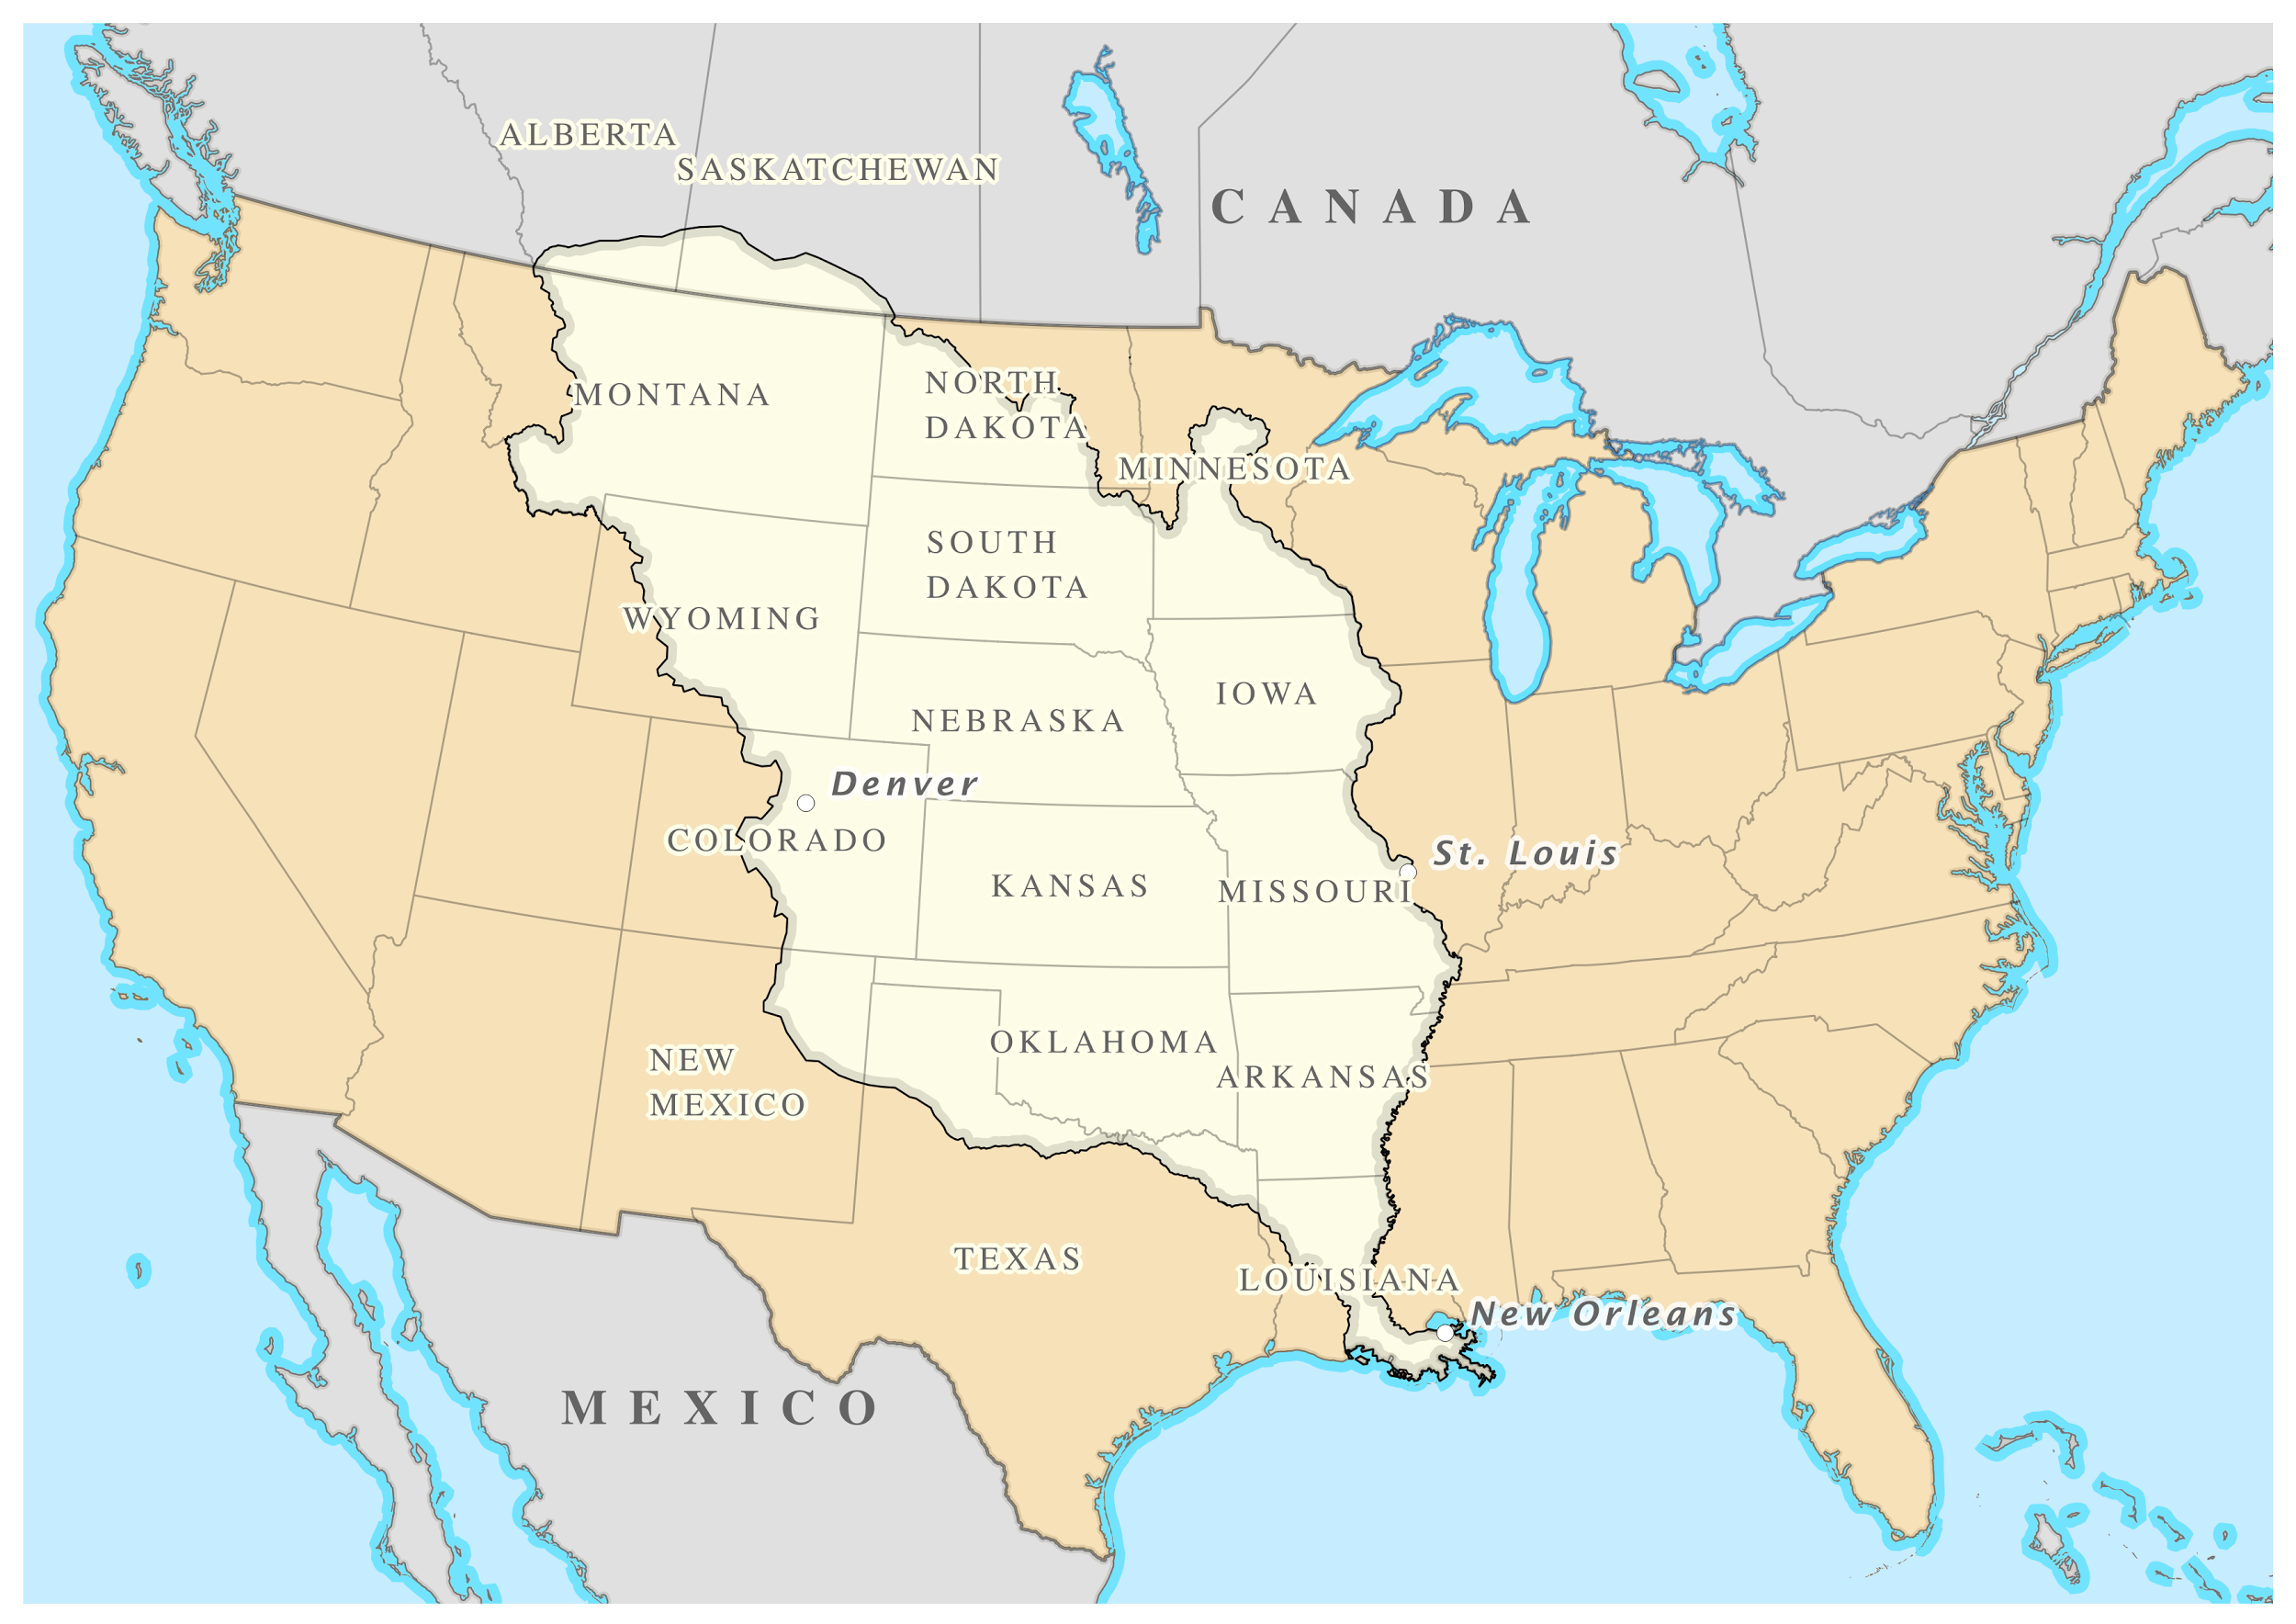 ALBERTA
SASKATCHEWAN
CANADA
MONTANA
NORTH
DAKOTA
MINNESOTA
SOUTH
DAKOTA
WYOMING
IOWA
NEBRASKA
Denver
COLORADO
St. Louis
KANSAS
MISSOURI
OKLAHOMA
NEW
MEXICO
ARKANSAS
TEXAS
LOUISIANA
New Orleans
MEXICO